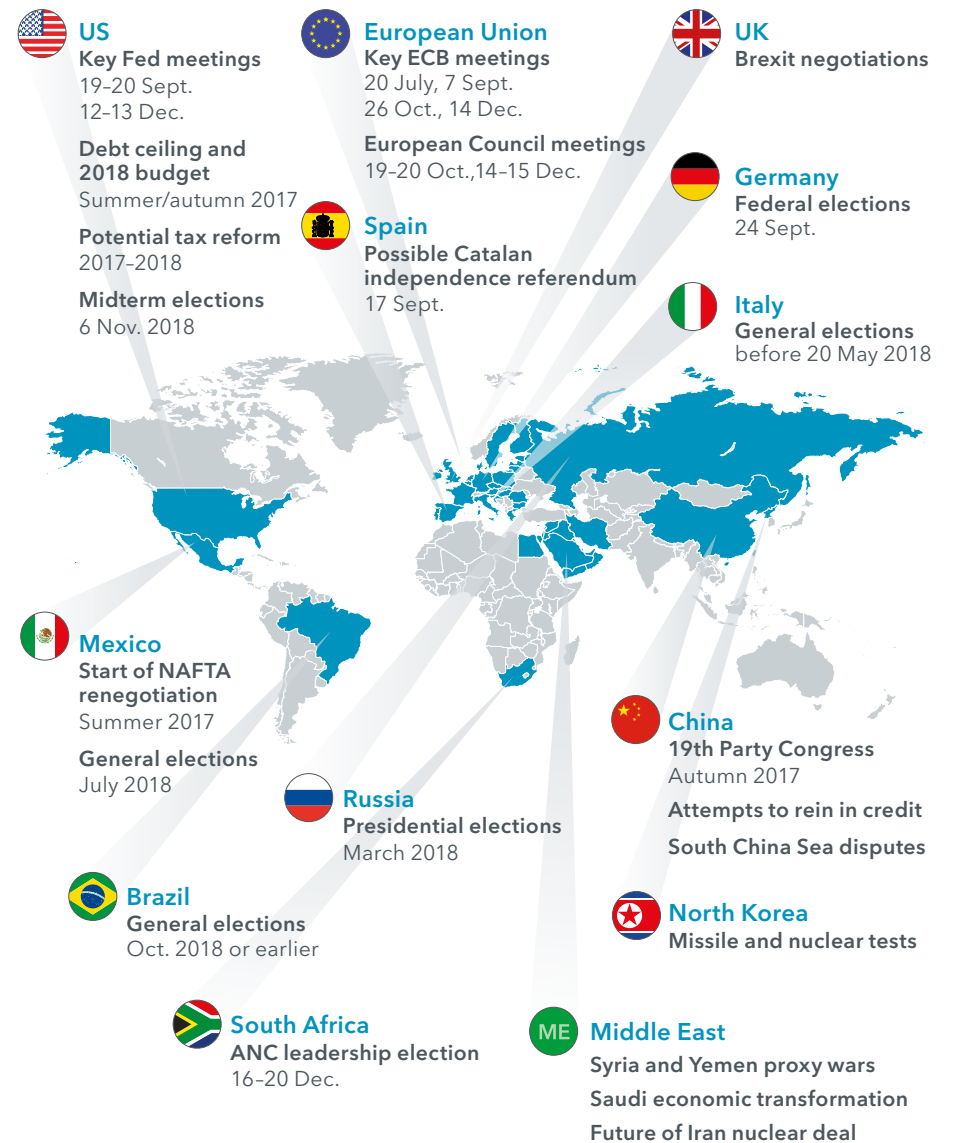 US
Key Fed meetings
19–20 Sept.
12–13 Dec.
Debt ceiling and
2018 budget
Summer/autumn 2017
Potential tax reform
2017–2018
Midterm elections
6 Nov. 2018
European Union
Key ECB meetings
20 July, 7 Sept.
26 Oct., 14 Dec.
European Council meetings
19–20 Oct.,14–15 Dec.
Spain
Possible Catalan
independence referendum
17 Sept.
UK
Brexit negotiations
Germany
Federal elections
24 Sept.
Italy
General elections
before 20 May 2018
Mexico
Start of NAFTA
renegotiation
Summer 2017
General elections
July 2018
Russia
Presidential elections
March 2018
Brazil
General elections
Oct. 2018 or earlier
South Africa
ANC leadership election
16–20 Dec.
China
19th Party Congress
Autumn 2017
Attempts to rein in credit
South China Sea disputes
North Korea
Missile and nuclear tests
ME
Middle East
Syria and Yemen proxy wars
Saudi economic transformation
Future of Iran nuclear deal